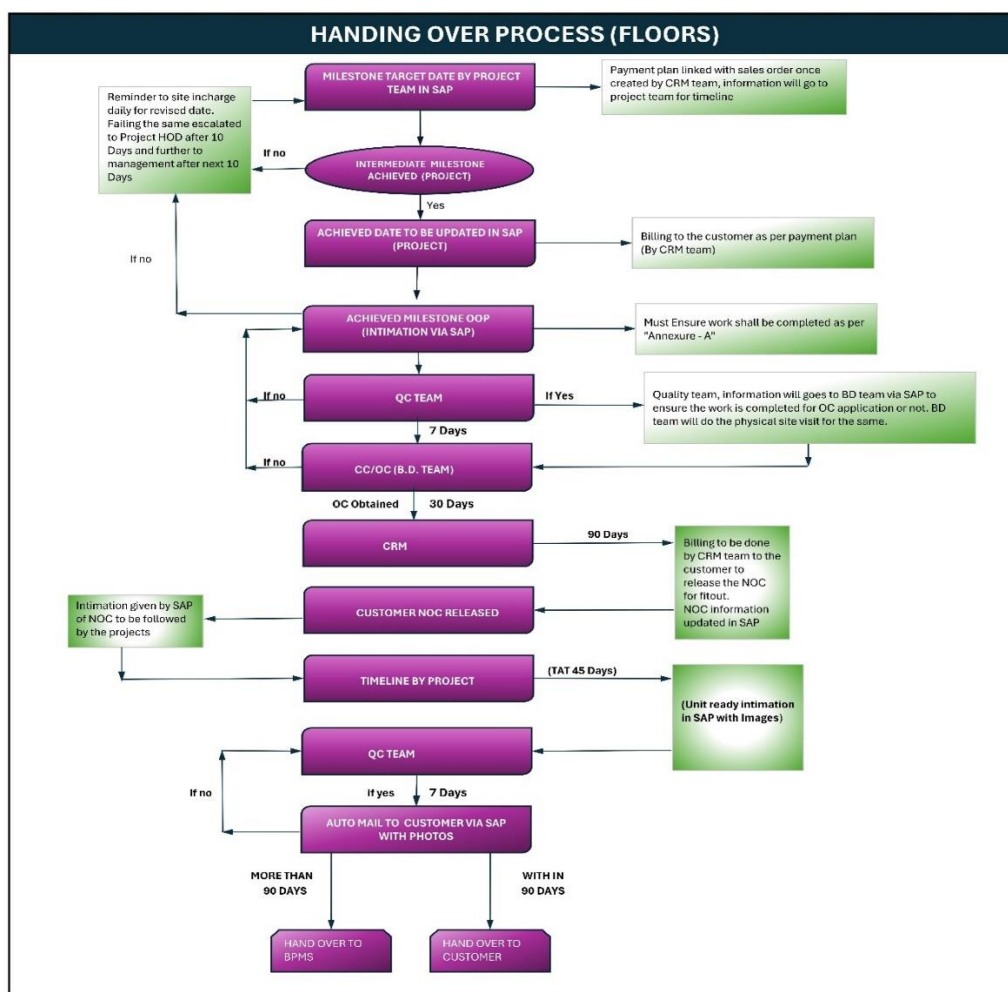 HANDING OVER PROCESS (FLOORS)
MILESTONE TARGET DATE BY PROJECT
TEAM IN SAP
Payment plan linked with sales order once
created by CRM team, information will go to
project team for timeline
Reminder to site incharge
daily for revised date.
Failing the same escalated
to Project HOD after 10
Days and further to
management after next 10
Days
If no
INTERMEDIATE MILESTONE
ACHIEVED (PROJECT)
Yes
ACHIEVED DATE TO BE UPDATED IN SAP
(PROJECT)
Billing to the customer as per payment plan
(By CRM team)
If no
ACHIEVED MILESTONE OOP
(INTIMATION VIA SAP)
Must Ensure work shall be completed as per
"Annexure - A"
If no
QC TEAM
If Yes
Quality team, information will goes to BD team via SAP to
ensure the work is completed for OC application or not. BD
team will do the physical site visit for the same.
7 Days
If no
CC/OC (B.D. TEAM)
OC Obtained 30 Days
CRM
90 Days
Billing to be done
by CRM team to the
customer to
release the NOC
for fitout.
NOC information
updated in SAP
Intimation given by SAP
of NOC to be followed
by the projects
CUSTOMER NOC RELEASED
TIMELINE BY PROJECT
(TAT 45 Days)
(Unit ready intimation
in SAP with Images)
QC TEAM
If no
if yes 7 Days
AUTO MAIL TO CUSTOMER VIA SAP
WITH PHOTOS
MORE THAN
90 DAYS
WITH IN
90 DAYS
HAND OVER TO
BPMS
HAND OVER TO
CUSTOMER